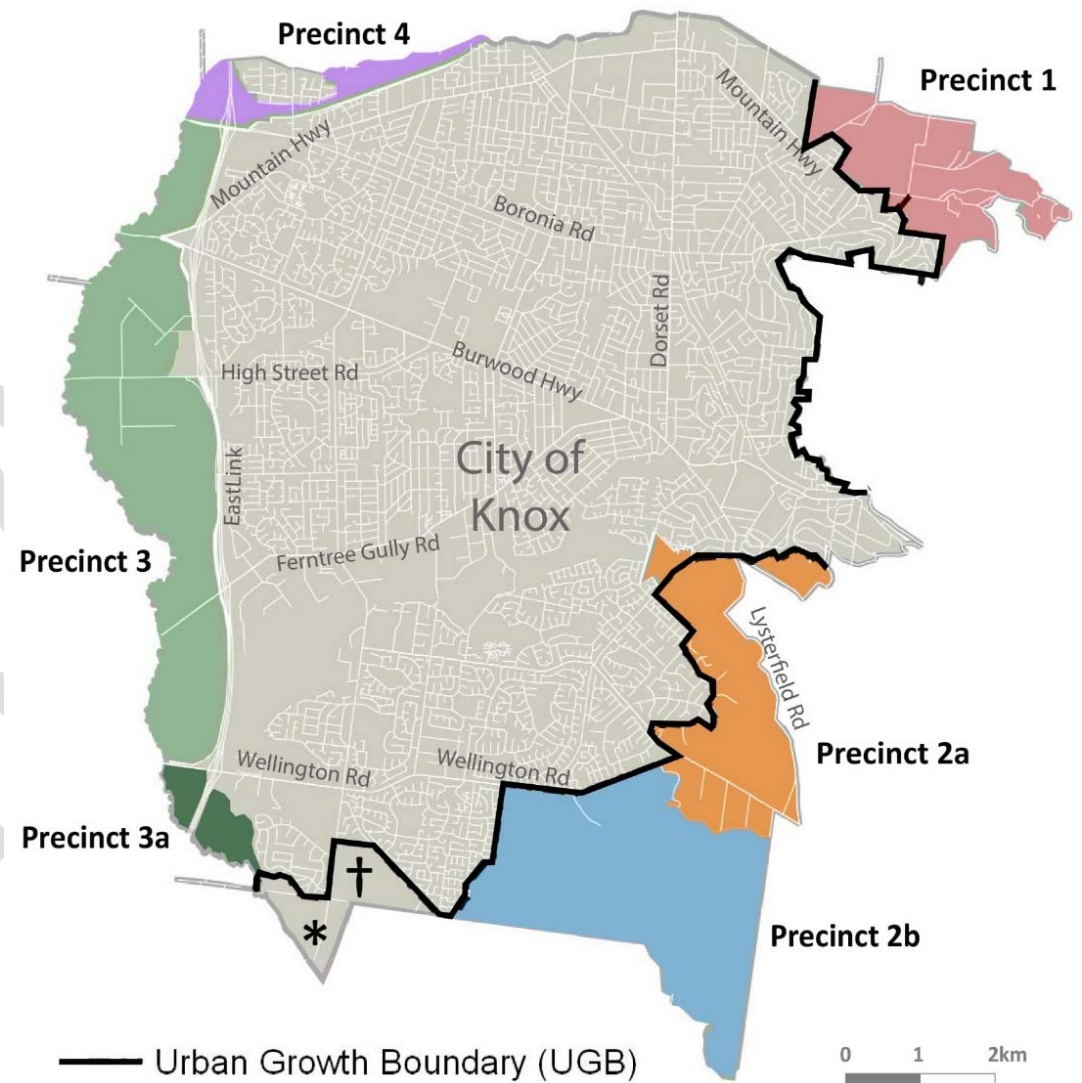 Precinct 4
Precinct 1
Mountain Hwy
Mountain Hwy
Boronia Rd
Dorset Rd
Burwood Hwy
High Street Rd
City of
Knox
EastLink
Ferntree Gully Rd
Precinct 3
Lysterfield Rd
Precinct 2a
Wellington Rd
Wellington Rd
Precinct 3a
†
*
Precinct 2b
Urban Growth Boundary (UGB)
0 1 2km